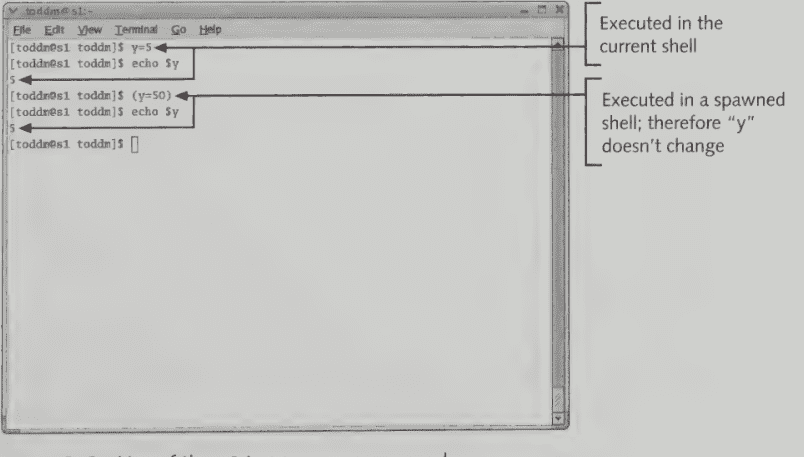 toddm@s1:~
File Edit View Terminal Go Help
[toddm@s1 toddm]$ y=5
[toddm@s1 toddm]$ echo $y
5
[toddm@s1 toddm]$ (y=50)
[toddm@s1 toddm]$ echo $y
5
[toddm@s1 toddm]$
Executed in the
current shell
Executed in a spawned
shell; therefore “y”
doesn’t change